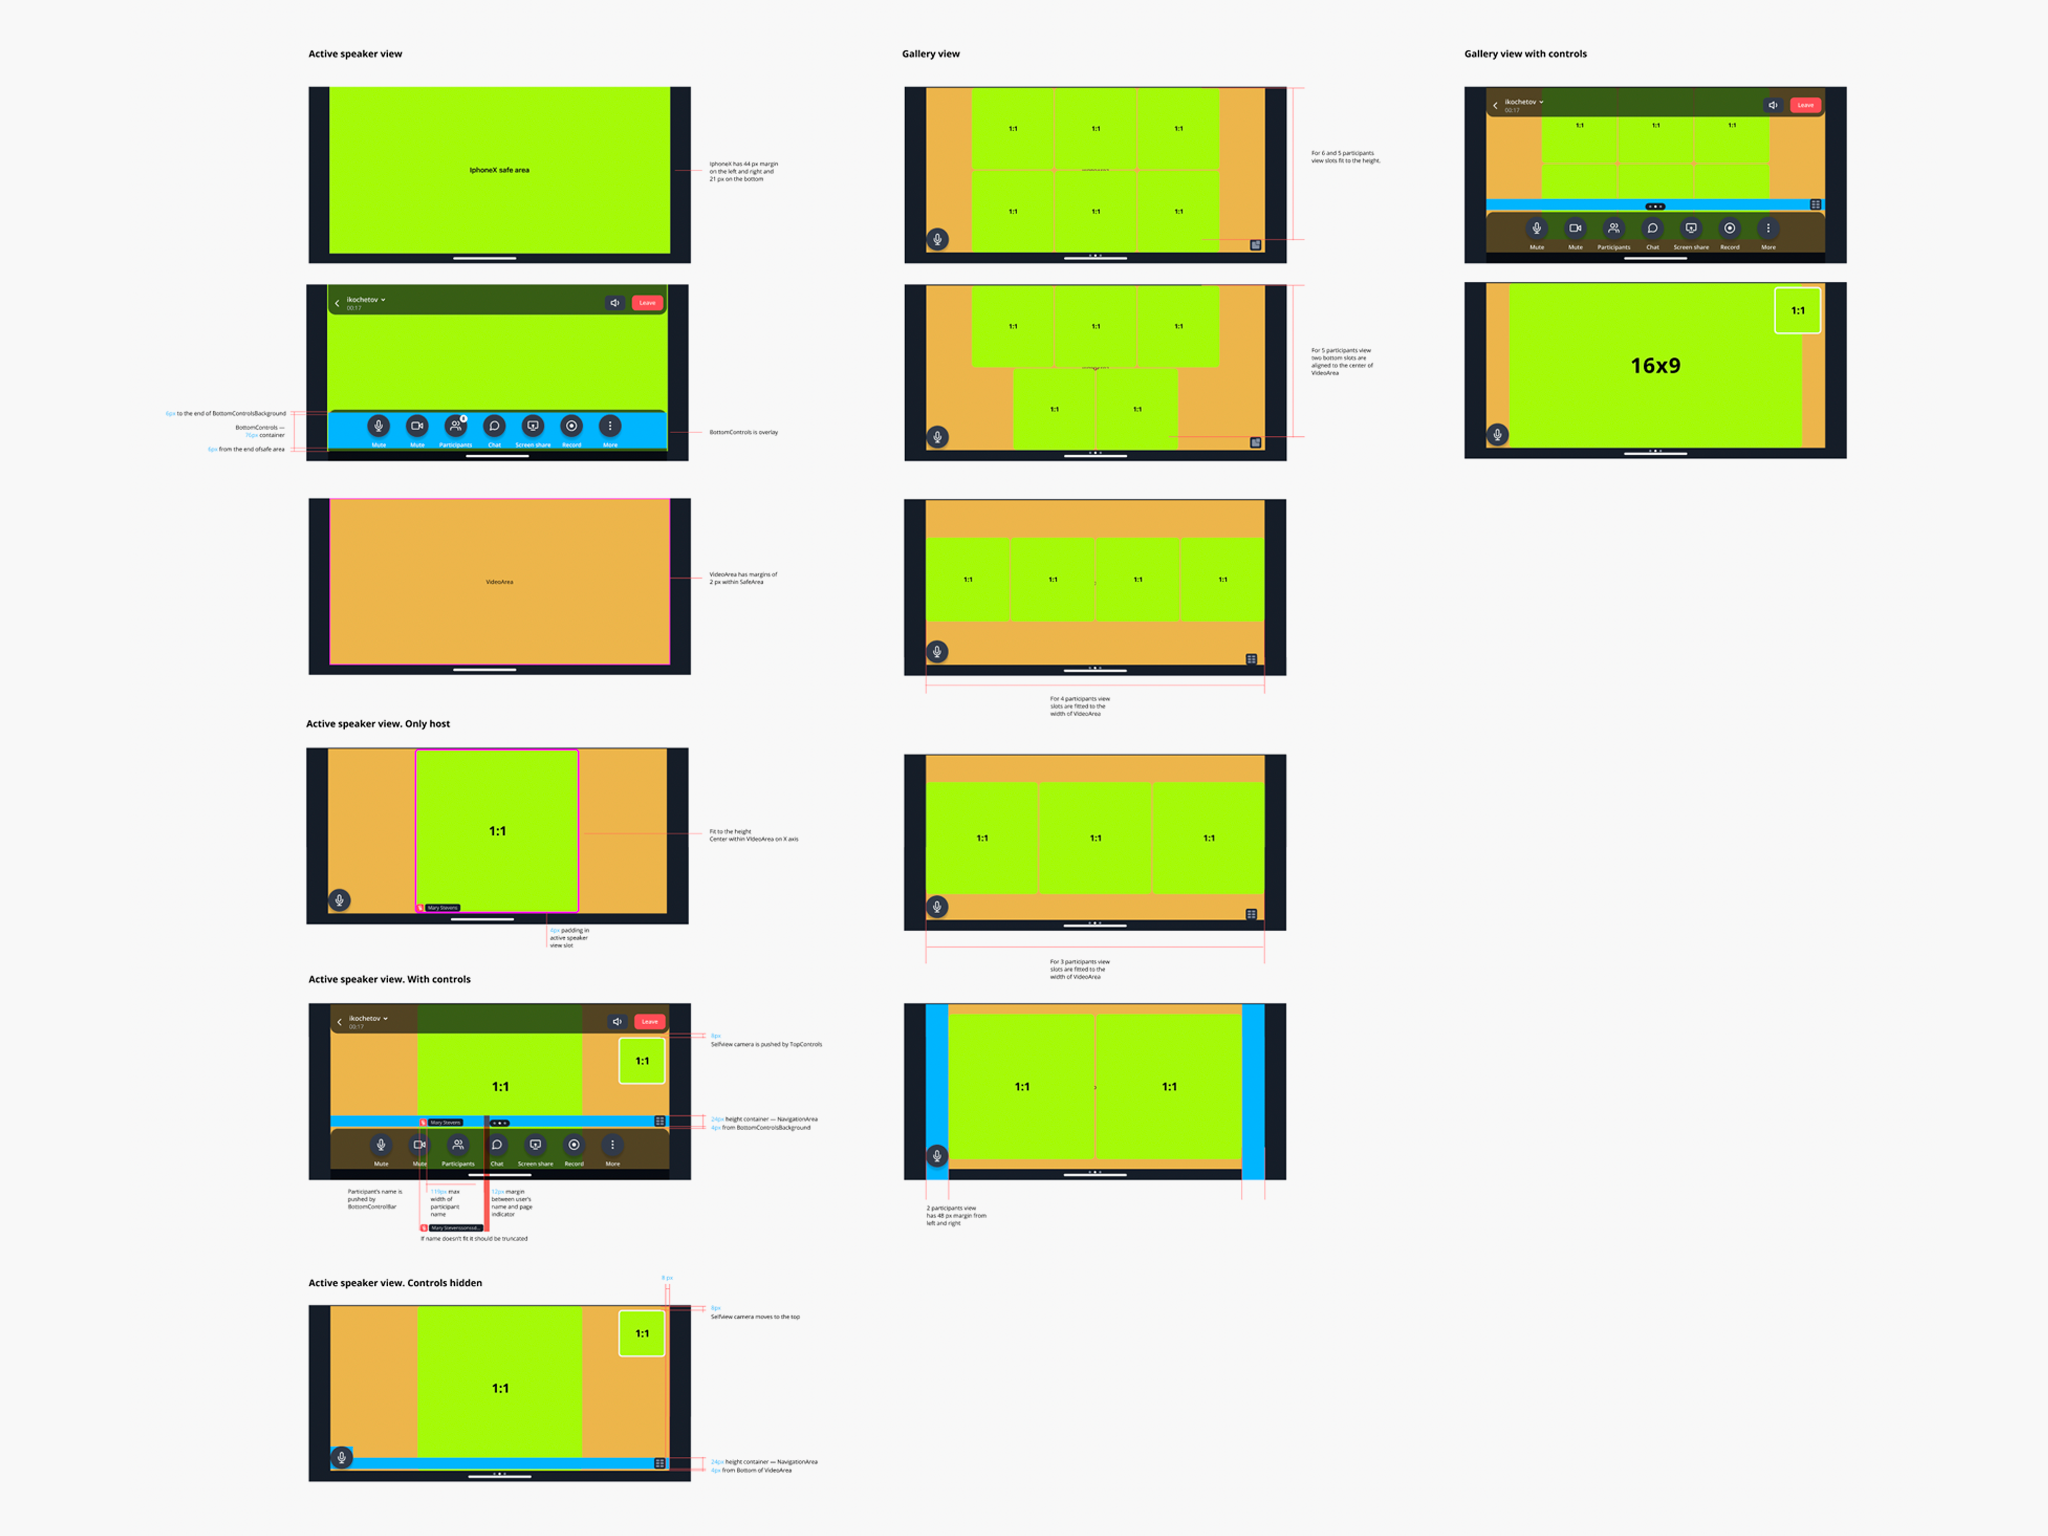 Active speaker view
IphoneX safe area
IphoneX has 44 px margin
on the left and right and
21 px on the bottom
ikochetov
00:17
Leave
6px to the end of BottomControlsBackground
BottomControls —
76px container
6px from the end ofsafe area
Mute
Mute
Participants
Chat
Screen share
Record
More
BottomControls is overlay
VideoArea
VideoArea has margins of
2 px within SafeArea
Active speaker view. Only host
1:1
Mary Stevens
Fit to the height
Center within VideoArea on X axis
padding in
active speaker
view slot
Active speaker view. With controls
ikochetov
00:17
Leave
1:1
1:1
8px
Selfview camera is pushed by TopControls
Mary Stevens
24px height container — NavigationArea
4px from BottomControlsBackground
Mute
Mute
Participants
Chat
Screen share
Record
More
Participant's name is
pushed by
BottomControlBar
119px max
width of
participant
name
12px margin
between user's
name and page
indicator
If name doesn't fit it should be truncated
Active speaker view. Controls hidden
8 px
8px
Selfview camera moves to the top
1:1
1:1
24px height container — NavigationArea
4px from Bottom of VideoArea
Gallery view
1:1
1:1
1:1
1:1
1:1
1:1
For 6 and 5 participants
view slots fit to the height.
1:1
1:1
1:1
1:1
1:1
For 5 participants view
two bottom slots are
aligned to the center of
VideoArea
1:1
1:1
1:1
1:1
For 4 participants view
slots are fitted to the
width of VideoArea
1:1
1:1
1:1
For 3 participants view
slots are fitted to the
width of VideoArea
1:1
1:1
2 participants view
has 48 px margin from
left and right
Gallery view with controls
ikochetov
00:17
Leave
1:1
1:1
1:1
Mute
Mute
Participants
Chat
Screen share
Record
More
1:1
16x9